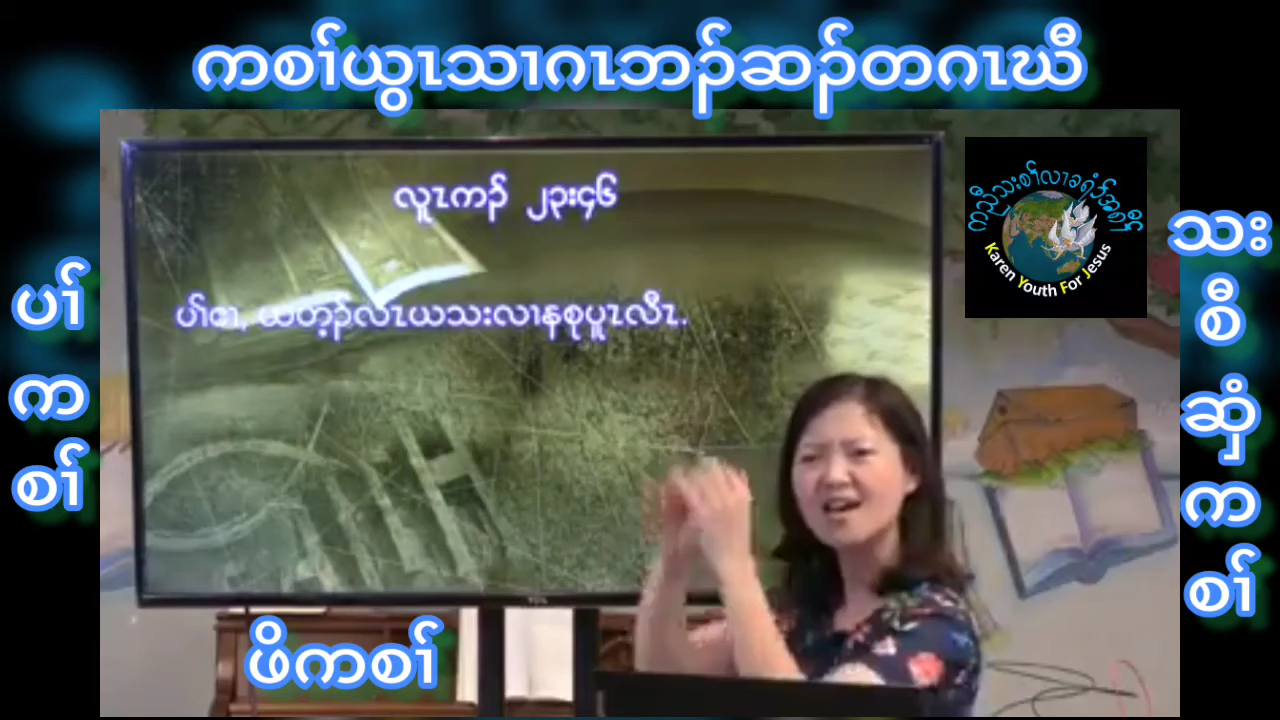 ကစၢ်ယွၤသၢဂၤဘၣ်ဆၣ်တဂၤဃီ
လူၤကၣ် ၂၃း၄၆
ပၢ်ဧၢ, ယတ့ၣ်လီၤယသးလၢနစုပူၤလီၤ.
ကညီသးစၢ်လၢခရံာ်အဂီၢ်
Karen Youth For Jesus
ပၢ်
က
စၢ်
သး
စီ
ဆှံ
က
စၢ်
ဖိကစၢ်